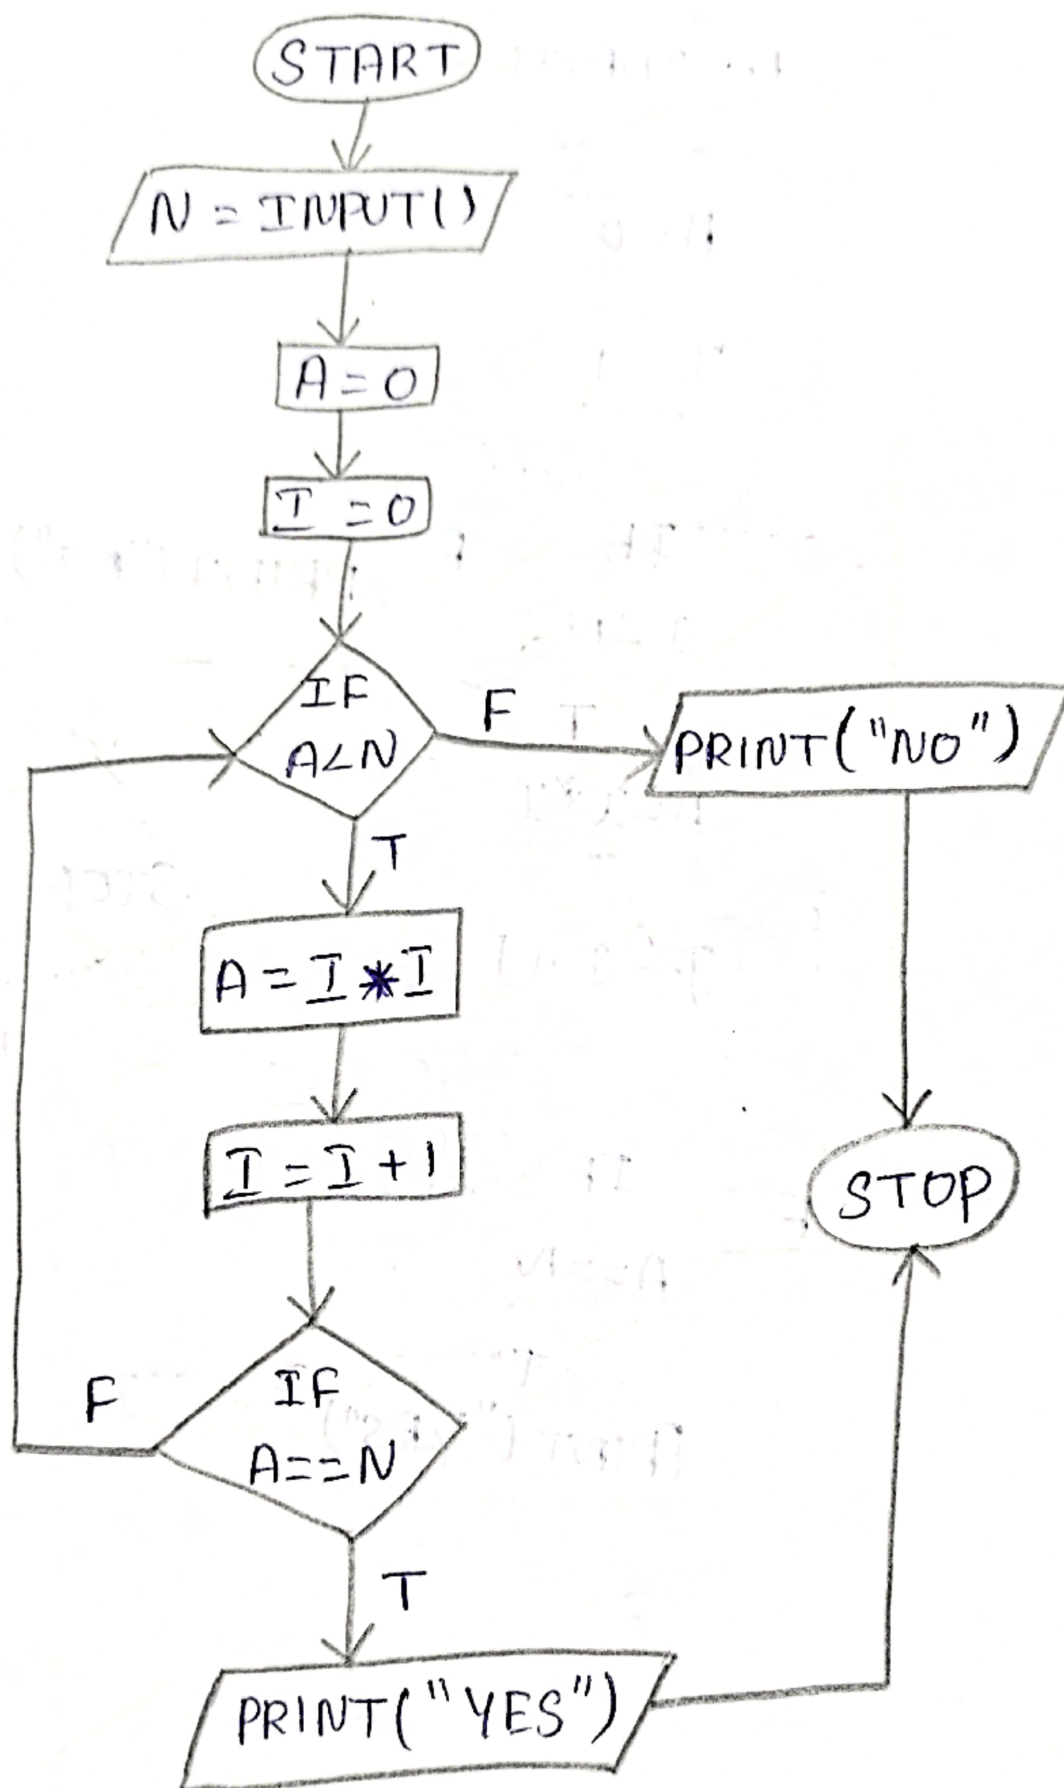 START
N = INPUT()
A = 0
I = 0
IF
A<N
F
PRINT("NO")
T
A = I * I
I = I + 1
STOP
IF
A==N
F
T
PRINT("YES")